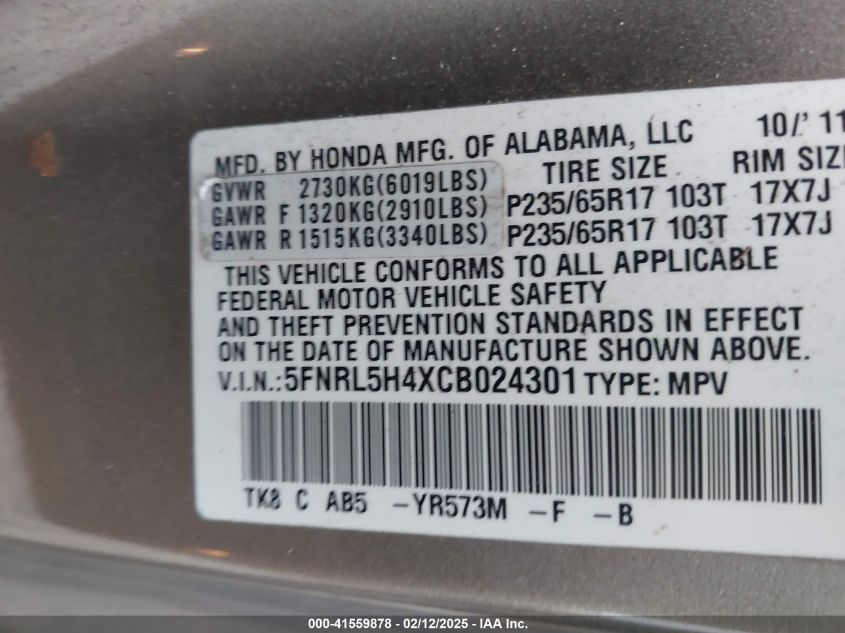 MFD. BY HONDA MFG. OF ALABAMA, LLC 10/'11
TIRE SIZE RIM SIZ
GVWR 2730KG(6019LBS)
GAWR F 1320KG(2910LBS) P235/65R17 103T 17X7J
GAWR R 1515KG(3340LBS) P235/65R17 103T 17X7J
THIS VEHICLE CONFORMS TO ALL APPLICABLE
FEDERAL MOTOR VEHICLE SAFETY
AND THEFT PREVENTION STANDARDS IN EFFECT
ON THE DATE OF MANUFACTURE SHOWN ABOVE.
V.I.N.:5FNRL5H4XCB024301 TYPE: MPV
TK8 C AB5 -YR573M -F -B
000-41559878 - 02/12/2025 - IAA Inc.